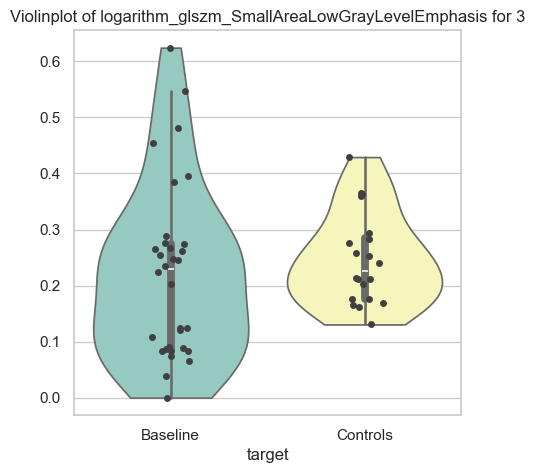 Violinplot of logarithm_glszm_SmallAreaLowGrayLevelEmphasis for 3
0.6
0.5
0.4
0.3
0.2
0.1
0.0
Baseline
Controls
target